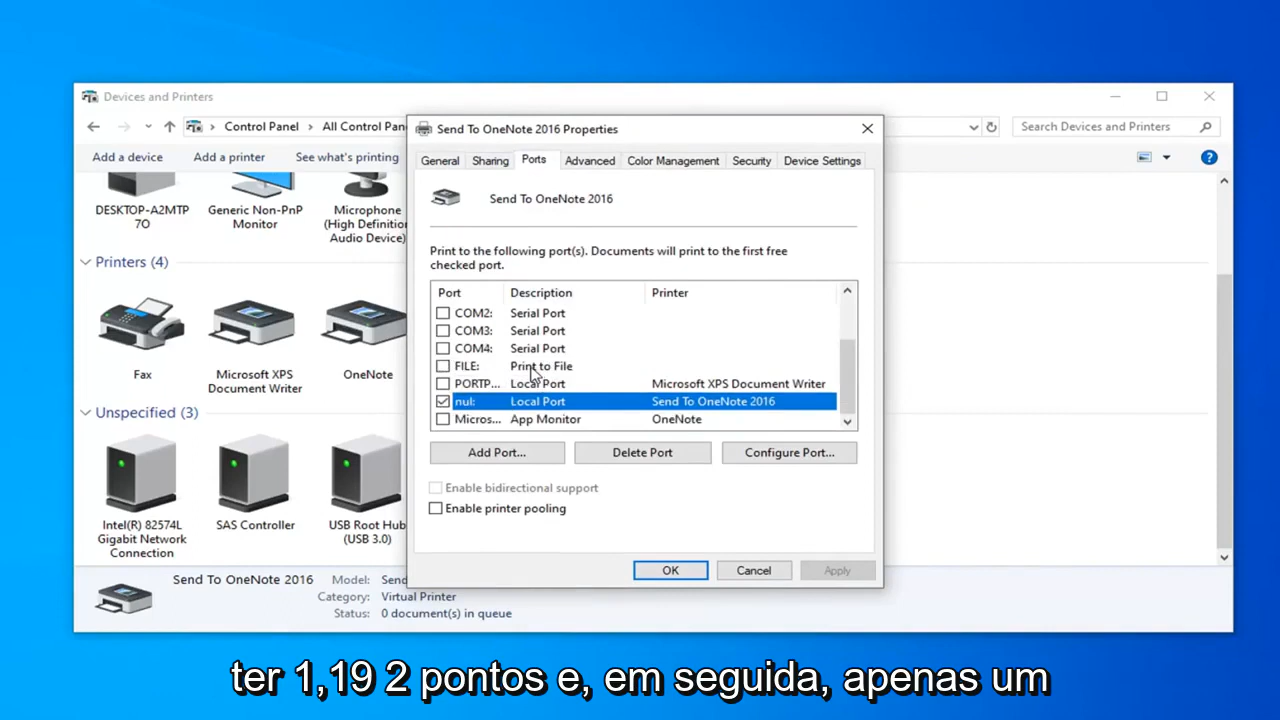 Devices and Printers
Control Panel > All Control Pan
Search Devices and Printers
Add a device Add a printer See what's printing
DESKTOP-A2MTP
7O
Generic Non-PnP
Monitor
Microphone
(High Definition
Audio Device)
Printers (4)
Fax
Microsoft XPS
Document Writer
OneNote
Unspecified (3)
Intel(R) 82574L
Gigabit Network
Connection
SAS Controller
USB Root Hub
(USB 3.0)
Send To OneNote 2016 Model: Send
Category: Virtual Printer
Status: 0 document(s) in queue
Send To OneNote 2016 Properties
General Sharing Ports Advanced Color Management Security Device Settings
Send To OneNote 2016
Print to the following port(s). Documents will print to the first free
checked port.
Port Description Printer
COM2: Serial Port
COM3: Serial Port
COM4: Serial Port
FILE: Print to File
PORTP... Local Port Microsoft XPS Document Writer
nul: Local Port Send To OneNote 2016
Micros... App Monitor OneNote
Add Port... Delete Port Configure Port...
Enable bidirectional support
Enable printer pooling
OK Cancel Apply
ter 1,19 2 pontos e, em seguida, apenas um